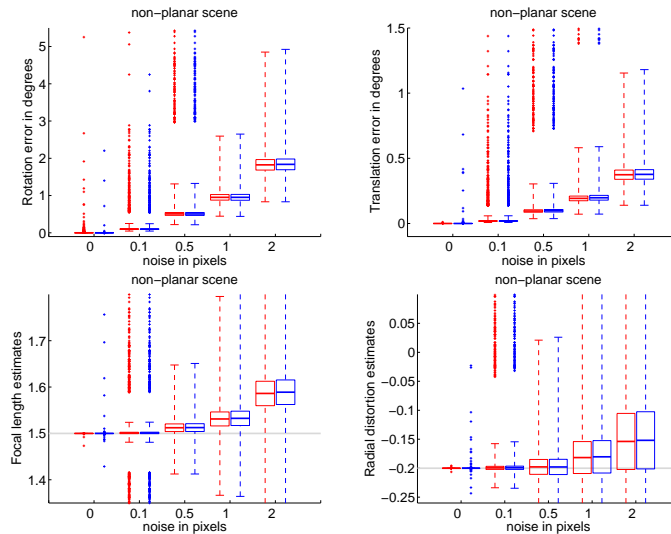 non-planar scene
Rotation error in degrees
5
4
3
2
1
0
0 0.1 0.5 1 2
noise in pixels
non-planar scene
Translation error in degrees
1.5
1
0.5
0
0 0.1 0.5 1 2
noise in pixels
non-planar scene
Focal length estimates
1.7
1.6
1.5
1.4
0 0.1 0.5 1 2
noise in pixels
non-planar scene
Radial distortion estimates
0.05
0
−0.05
−0.1
−0.15
−0.2
−0.25
0 0.1 0.5 1 2
noise in pixels